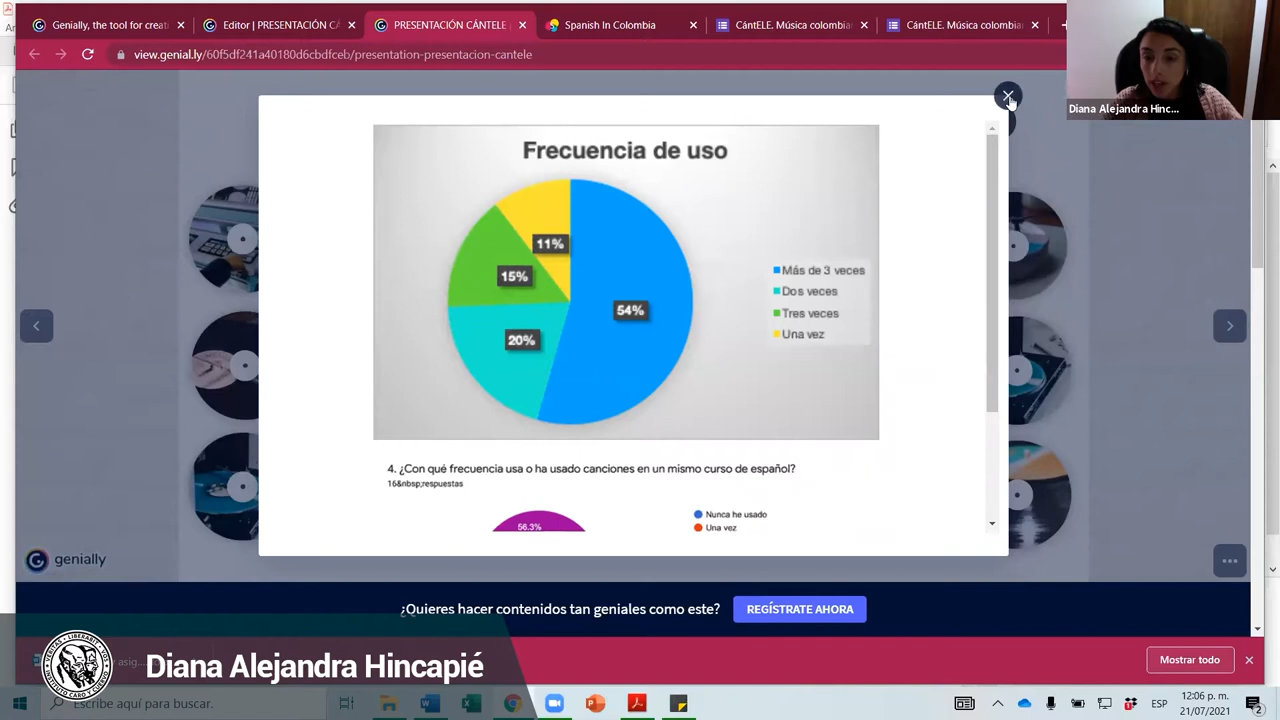 Genially, the tool for creat
Editor | PRESENTACIÓN CÁ
PRESENTACIÓN CÁNTELE
Spanish In Colombia
CántELE. Música colombian
CántELE. Música colombian
view.genial.ly/60f5df241a40180d6cbdfceb/presentation-presentacion-cantele
Diana Alejandra Hinc...
Frecuencia de uso
11%
15%
54%
20%
Más de 3 veces
Dos veces
Tres veces
Una vez
4. ¿Con qué frecuencia usa o ha usado canciones en un mismo curso de español?
16&nbsp;respuestas
56.3%
Nunca he usado
Una vez
genially
¿Quieres hacer contenidos tan geniales como este?
REGÍSTRATE AHORA
Diana Alejandra Hincapié
Mostrar todo
Escribe aquí para buscar.
ESP
12:06 p. m.
21/07/2021
2